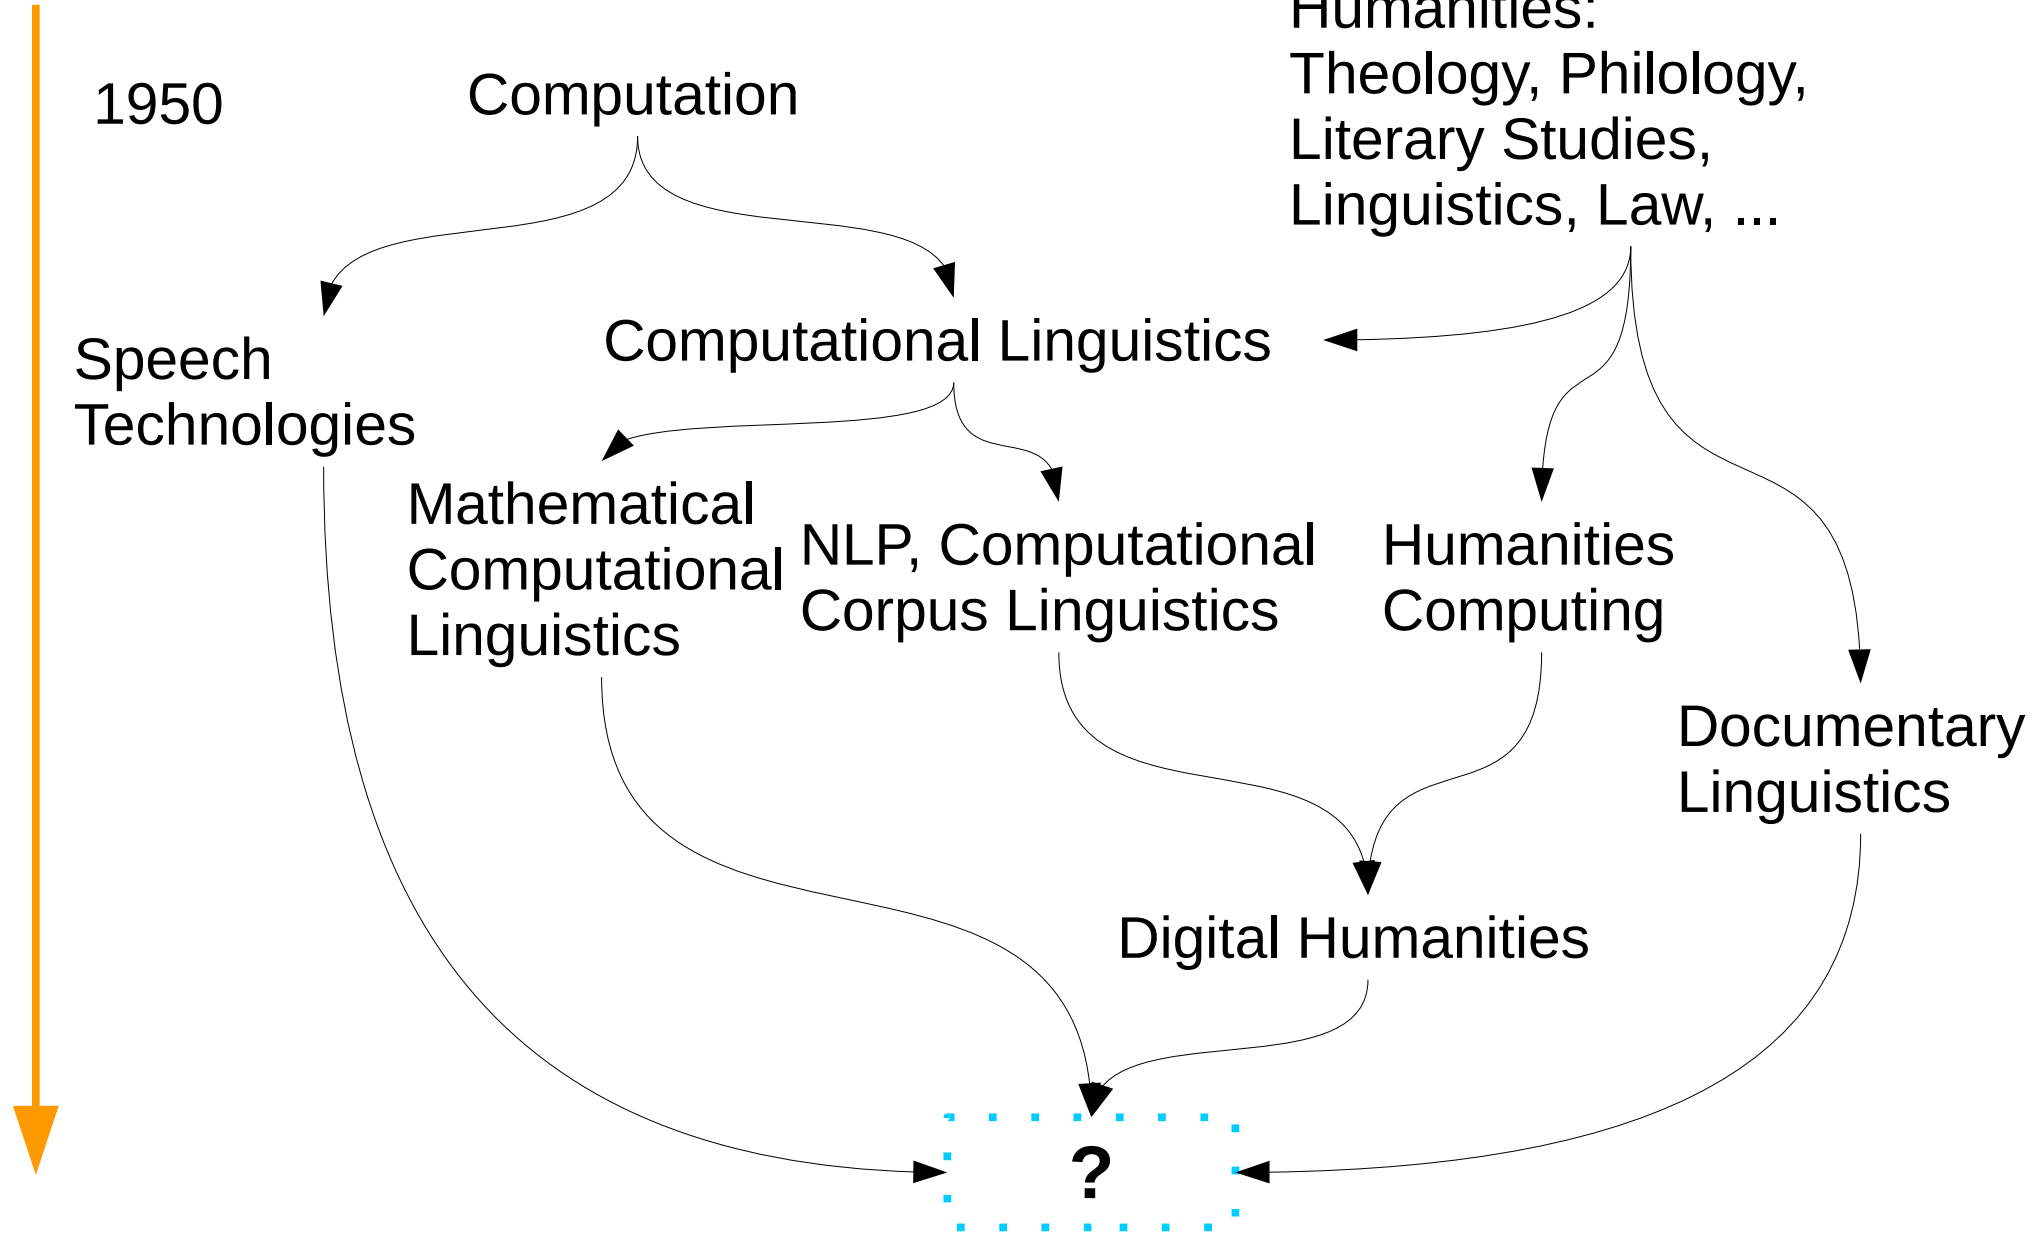 Humanities:
1950
Computation
Theology, Philology,
Literary Studies,
Linguistics, Law, ...
Speech
Technologies
Computational Linguistics
Mathematical
Computational
Linguistics
NLP, Computational
Corpus Linguistics
Humanities
Computing
Documentary
Linguistics
Digital Humanities
?